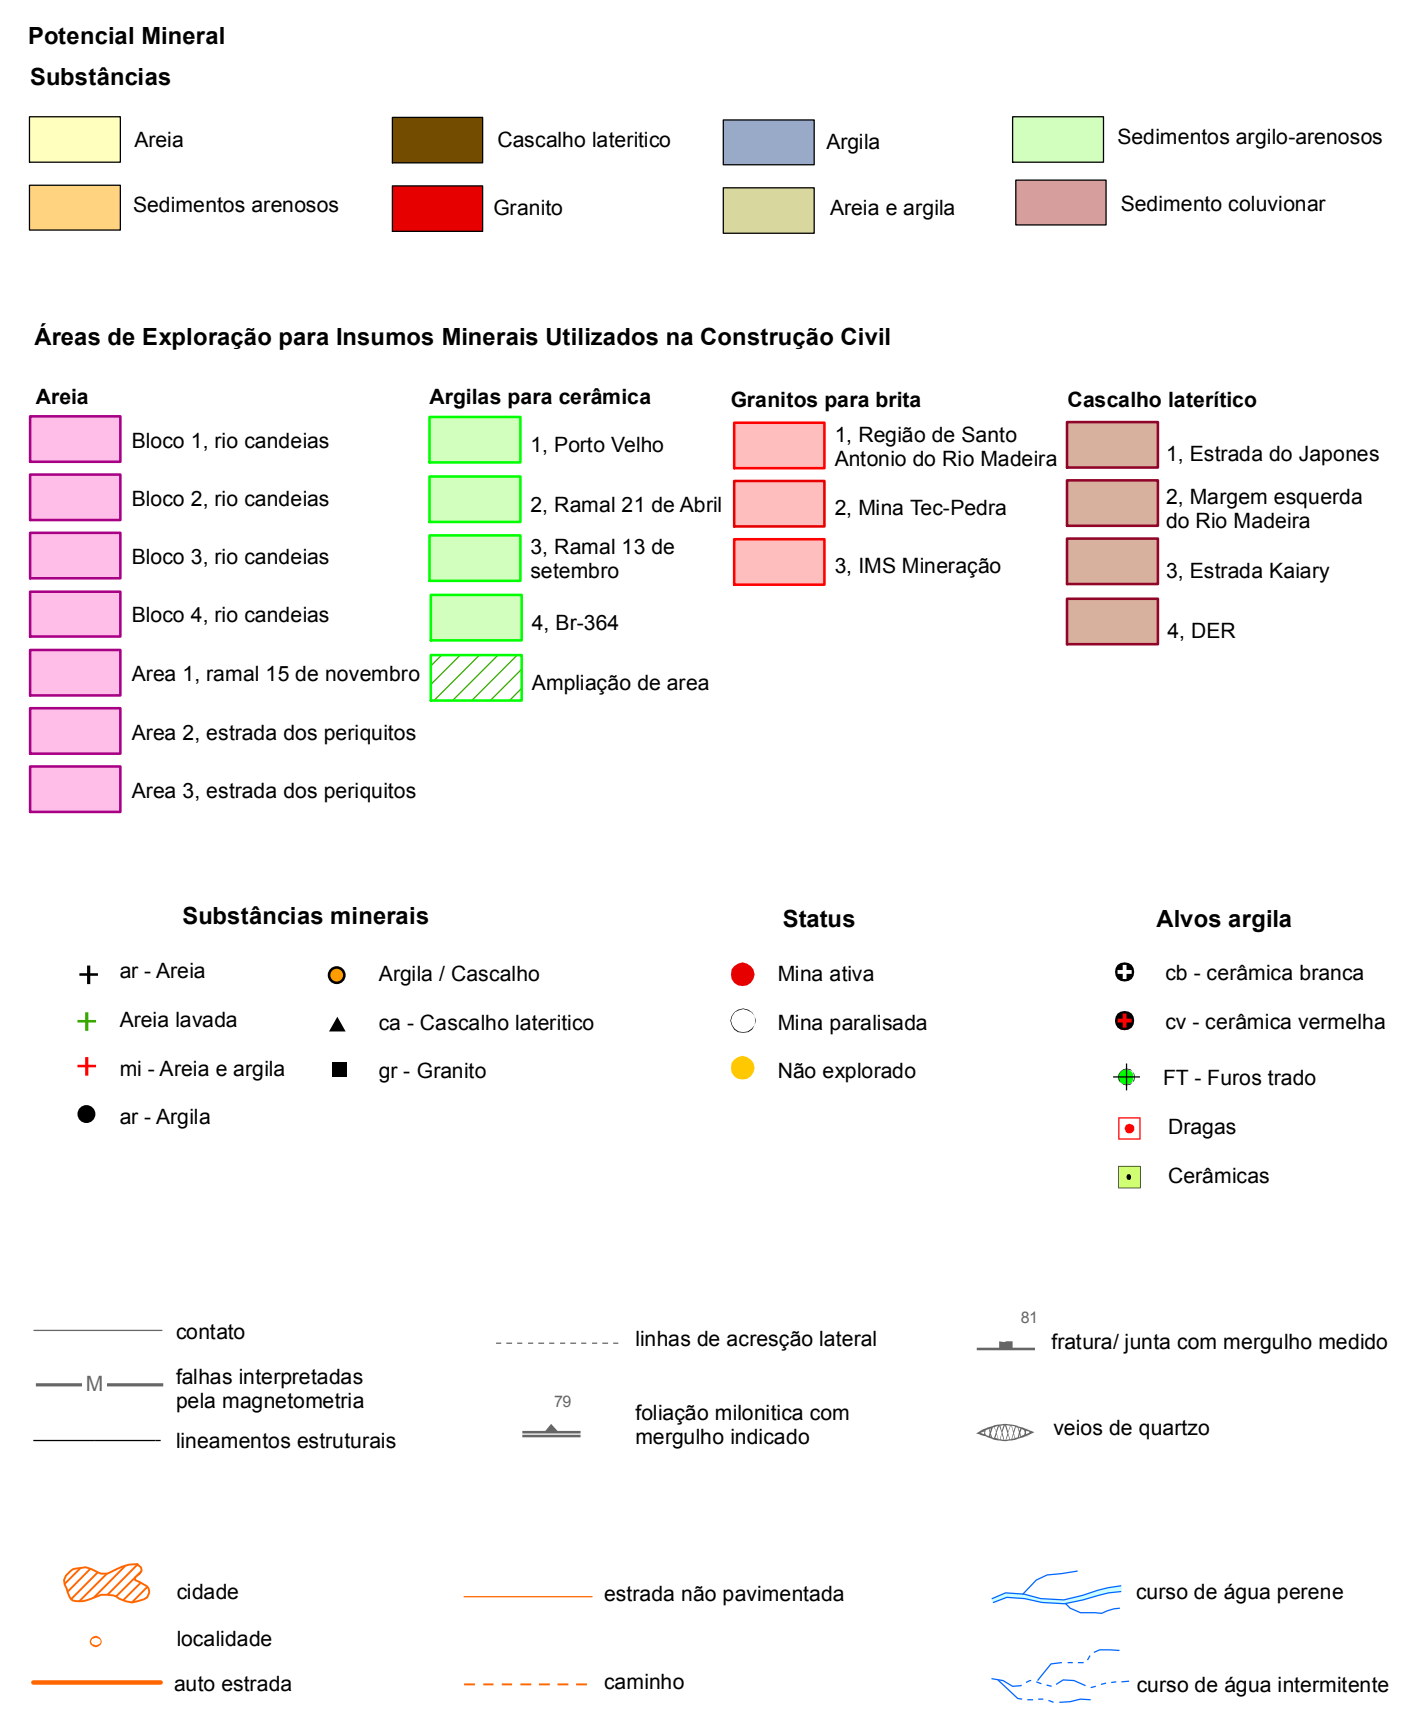 Potencial Mineral
Substâncias
Areia
Cascalho lateritico
Argila
Sedimentos argilo-arenosos
Sedimentos arenosos
Granito
Areia e argila
Sedimento coluvionar
Áreas de Exploração para Insumos Minerais Utilizados na Construção Civil
Areia
Bloco 1, rio candeias
Bloco 2, rio candeias
Bloco 3, rio candeias
Bloco 4, rio candeias
Area 1, ramal 15 de novembro
Area 2, estrada dos periquitos
Area 3, estrada dos periquitos
Argilas para cerâmica
1, Porto Velho
2, Ramal 21 de Abril
3, Ramal 13 de
setembro
4, Br-364
Ampliação de area
Granitos para brita
1, Região de Santo
Antonio do Rio Madeira
2, Mina Tec-Pedra
3, IMS Mineração
Cascalho laterítico
1, Estrada do Japones
2, Margem esquerda
do Rio Madeira
3, Estrada Kaiary
4, DER
Substâncias minerais
ar - Areia
Areia lavada
mi - Areia e argila
ar - Argila
Argila / Cascalho
ca - Cascalho lateritico
gr - Granito
Status
Mina ativa
Mina paralisada
Não explorado
Alvos argila
cb - cerâmica branca
cv - cerâmica vermelha
FT - Furos trado
Dragas
Cerâmicas
contato
M
falhas interpretadas
pela magnetometria
lineamentos estruturais
linhas de acresção lateral
79
foliação milonitica com
mergulho indicado
81
fratura/ junta com mergulho medido
veios de quartzo
cidade
localidade
auto estrada
estrada não pavimentada
caminho
curso de água perene
curso de água intermitente